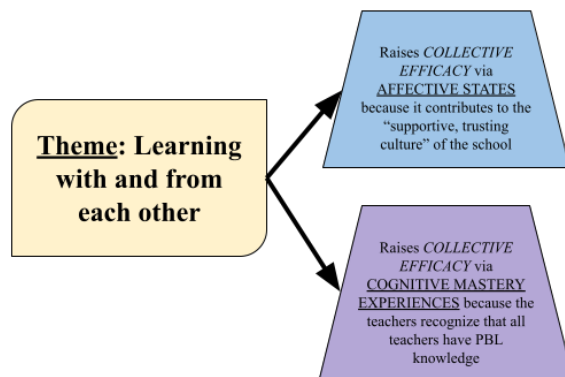 Theme: Learning
with and from
each other
Raises COLLECTIVE
EFFICACY via
AFFECTIVE STATES
because it contributes to the
“supportive, trusting
culture” of the school
Raises COLLECTIVE
EFFICACY via
COGNITIVE MASTERY
EXPERIENCES because the
teachers recognize that all
teachers have PBL
knowledge